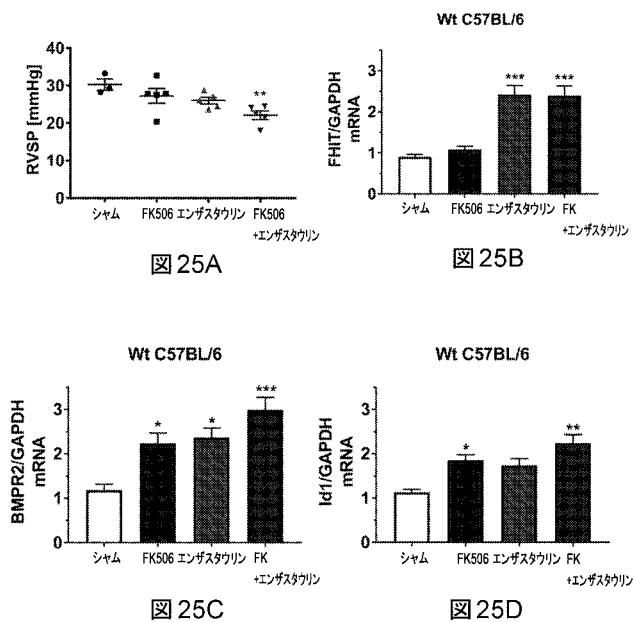 RVSP [mmHg]
40
30
20
10
0
**
シャム
FK506
エンザスタウリン
FK506
+エンザスタウリン
図25A
Wt C57BL/6
FHIT/GAPDH
mRNA
3
2
1
0
***
***
シャム
FK506
エンザスタウリン
FK
+エンザスタウリン
図25B
Wt C57BL/6
BMPR2/GAPDH
mRNA
3
2
1
0
*
*
***
シャム
FK506
エンザスタウリン
FK
+エンザスタウリン
図25C
Wt C57BL/6
Id1/GAPDH
mRNA
3
2
1
0
*
**
シャム
FK506
エンザスタウリン
FK
+エンザスタウリン
図25D